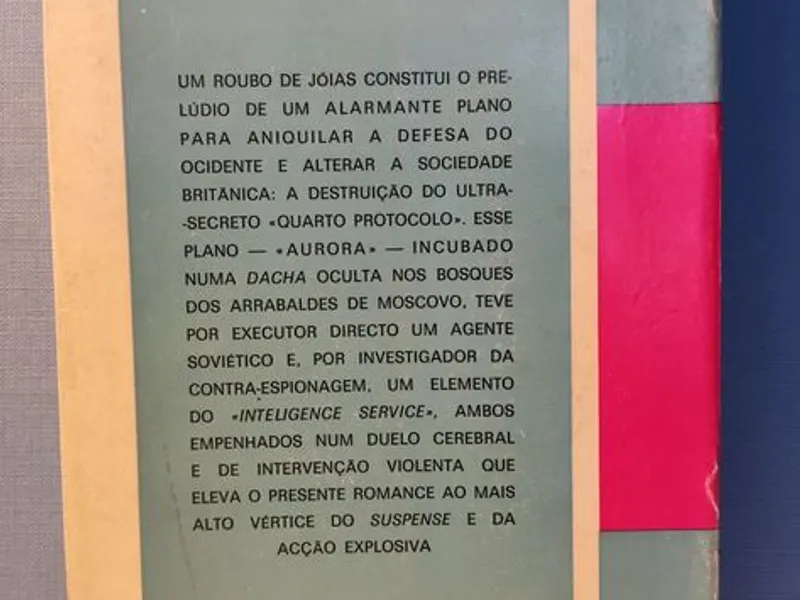 UM ROUBO DE JÓIAS CONSTITUI O PRE-
LÚDIO DE UM ALARMANTE PLANO
PARA ANIQUILAR A DEFESA DO
OCIDENTE E ALTERAR A SOCIEDADE
BRITÂNICA: A DESTRUIÇÃO DO ULTRA-
-SECRETO «QUARTO PROTOCOLO». ESSE
PLANO — «AURORA» — INCUBADO
NUMA DACHA OCULTA NOS BOSQUES
DOS ARRABALDES DE MOSCOVO, TEVE
POR EXECUTOR DIRECTO UM AGENTE
SOVIÉTICO E, POR INVESTIGADOR DA
CONTRA-ESPIONAGEM, UM ELEMENTO
DO «INTELIGENCE SERVICE», AMBOS
EMPENHADOS NUM DUELO CEREBRAL
E DE INTERVENÇÃO VIOLENTA QUE
ELEVA O PRESENTE ROMANCE AO MAIS
ALTO VÉRTICE DO SUSPENSE E DA
ACÇÃO EXPLOSIVA